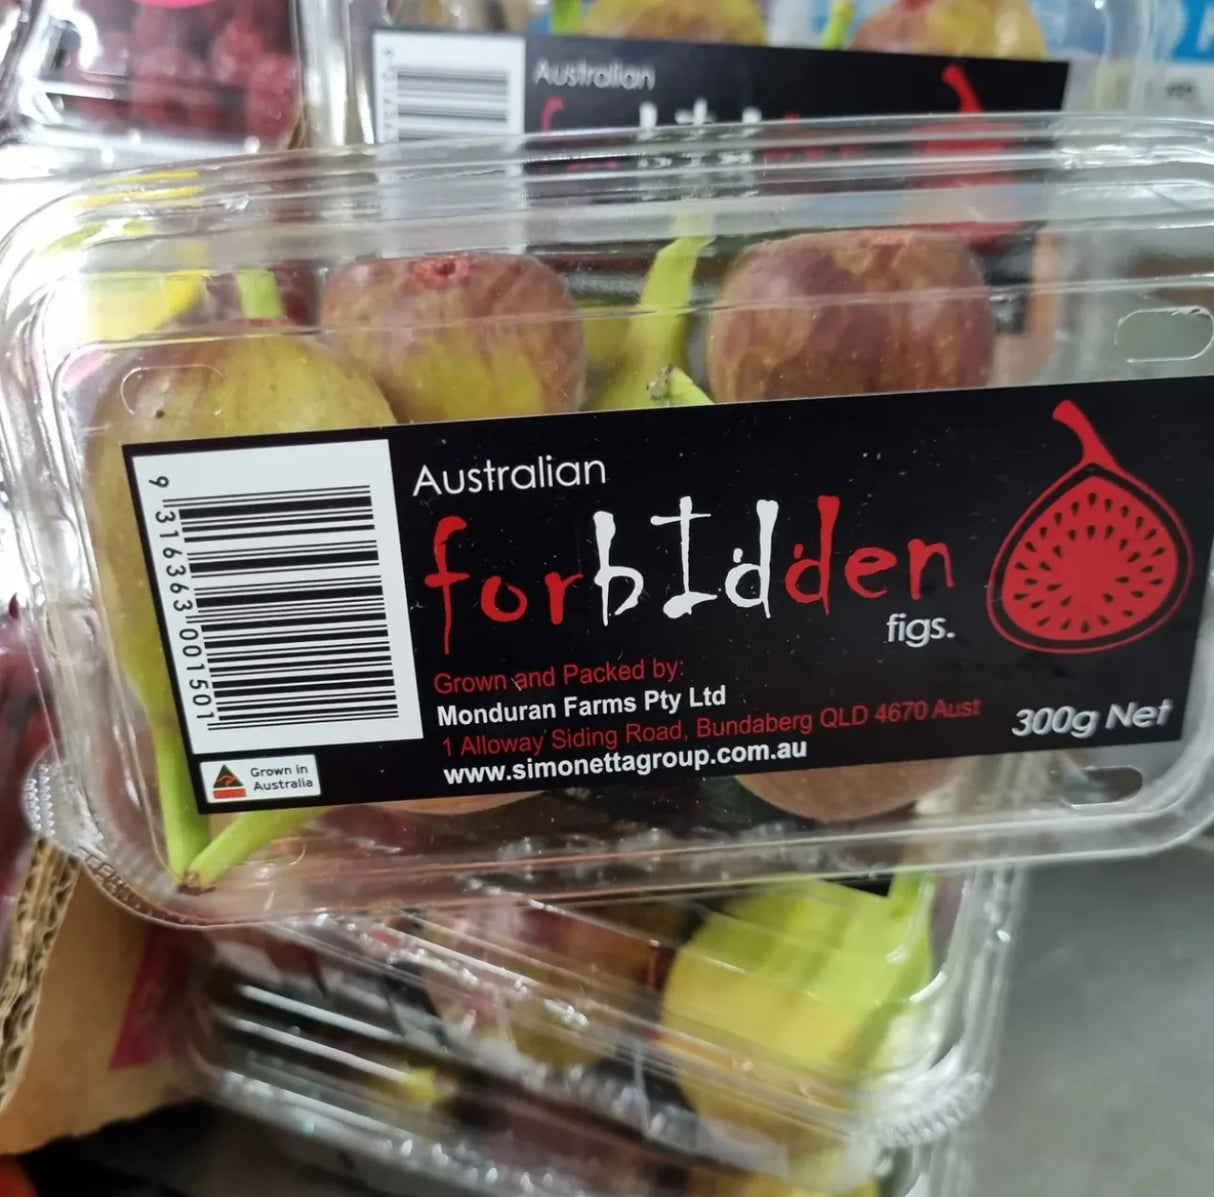 Australian
Australian
forbIdden
figs.
Grown and Packed by:
Monduran Farms Pty Ltd
1 Alloway Siding Road, Bundaberg QLD 4670 Aust
www.simonettagroup.com.au
300g Net
9 316363 001501
Grown in
Australia